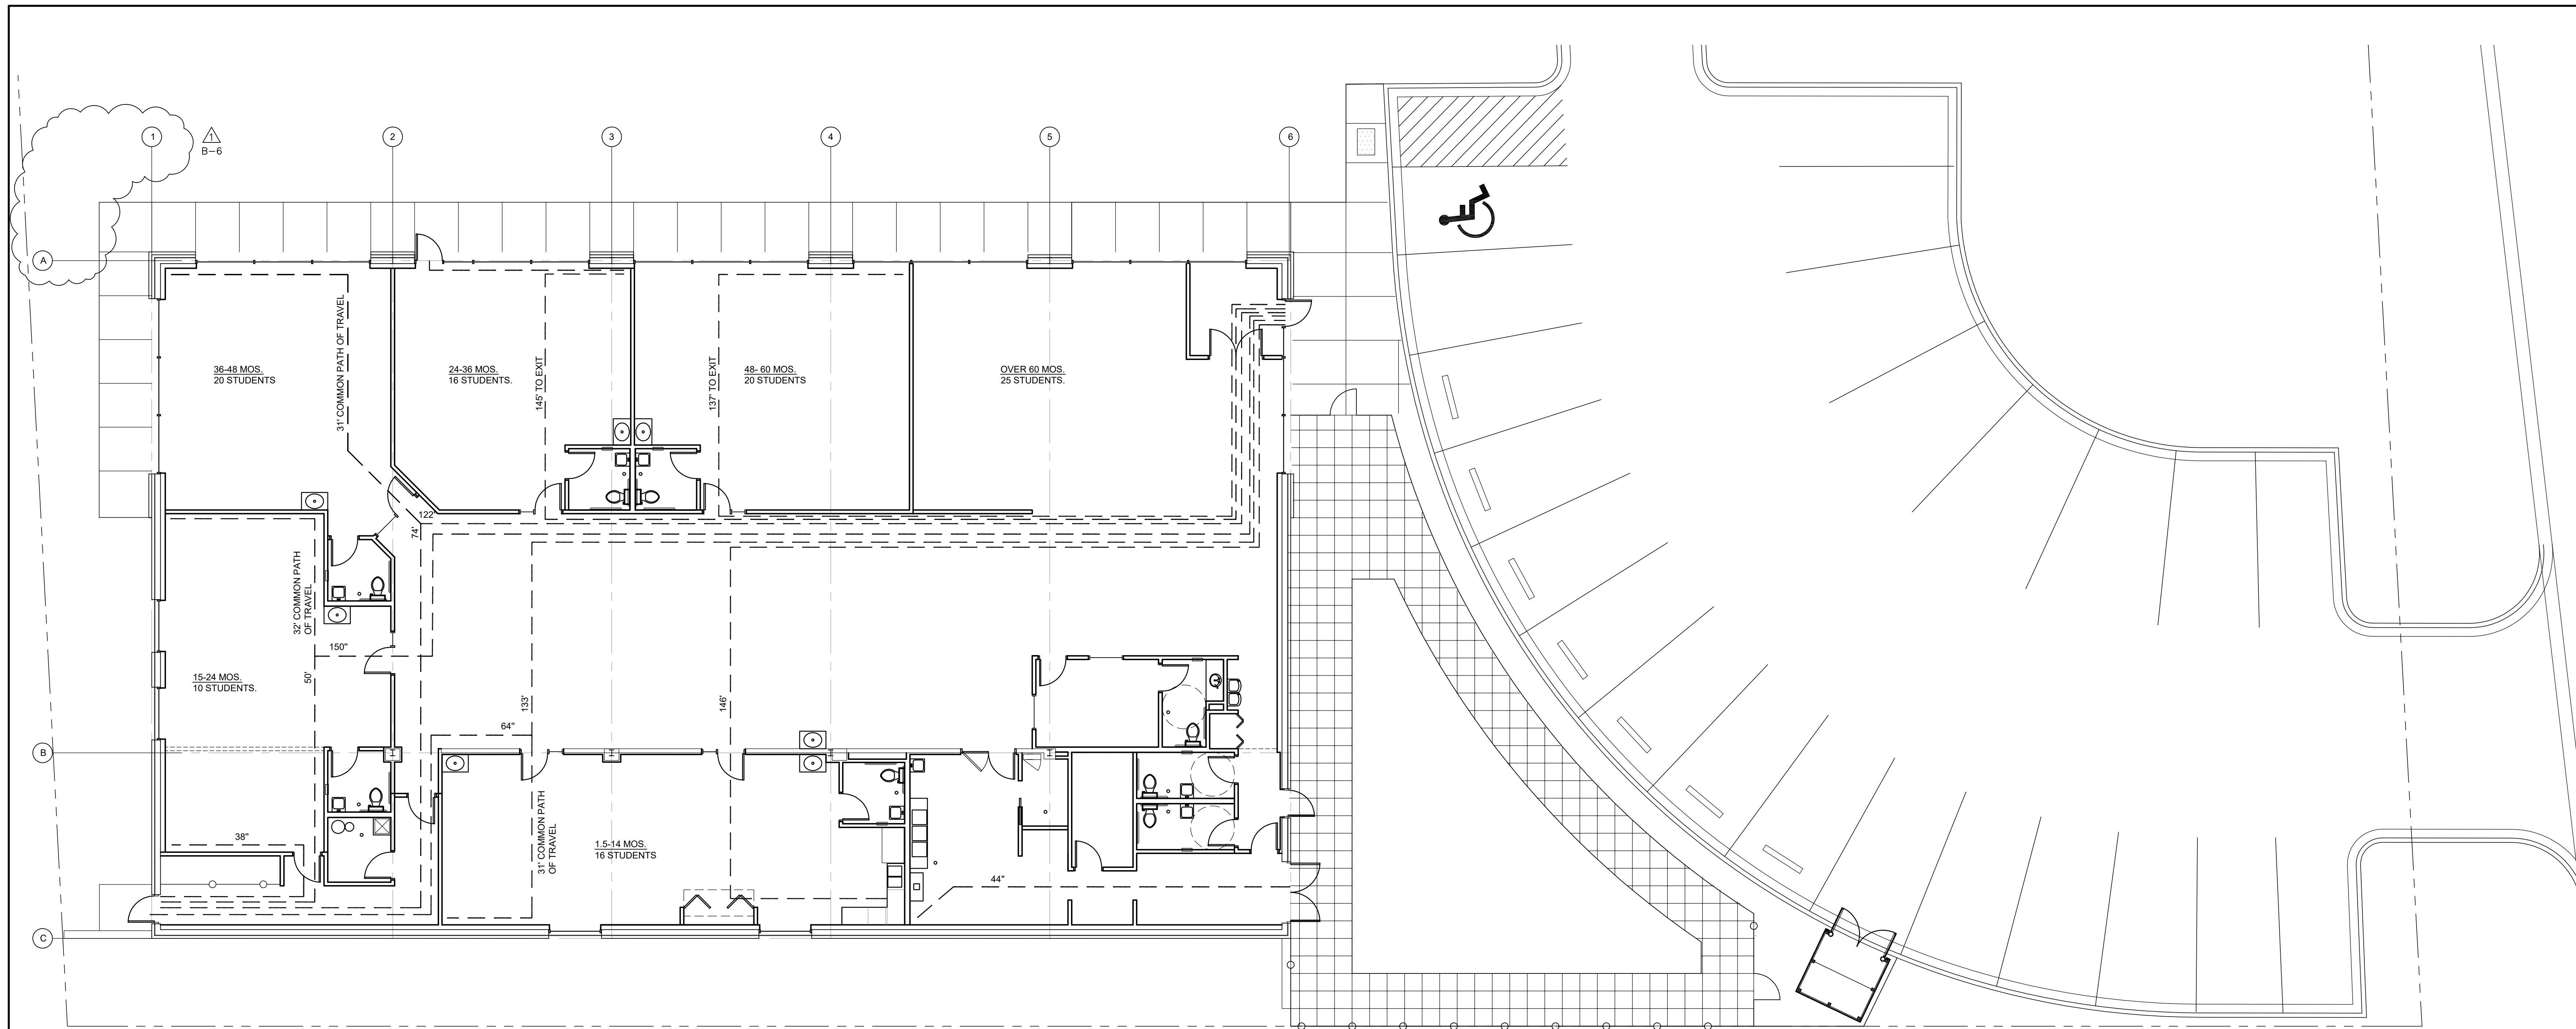 1
1
B-6
2
3
4
5
6
A
36-48 MOS.
20 STUDENTS
31' COMMON PATH OF TRAVEL
24-36 MOS.
16 STUDENTS.
145' TO EXIT
137' TO EXIT
48- 60 MOS.
20 STUDENTS
OVER 60 MOS.
25 STUDENTS.
122'
74'
32' COMMON PATH
OF TRAVEL
150"
50'
15-24 MOS.
10 STUDENTS.
64"
133'
146'
B
38"
31' COMMON PATH
OF TRAVEL
1.5-14 MOS.
16 STUDENTS
44"
C